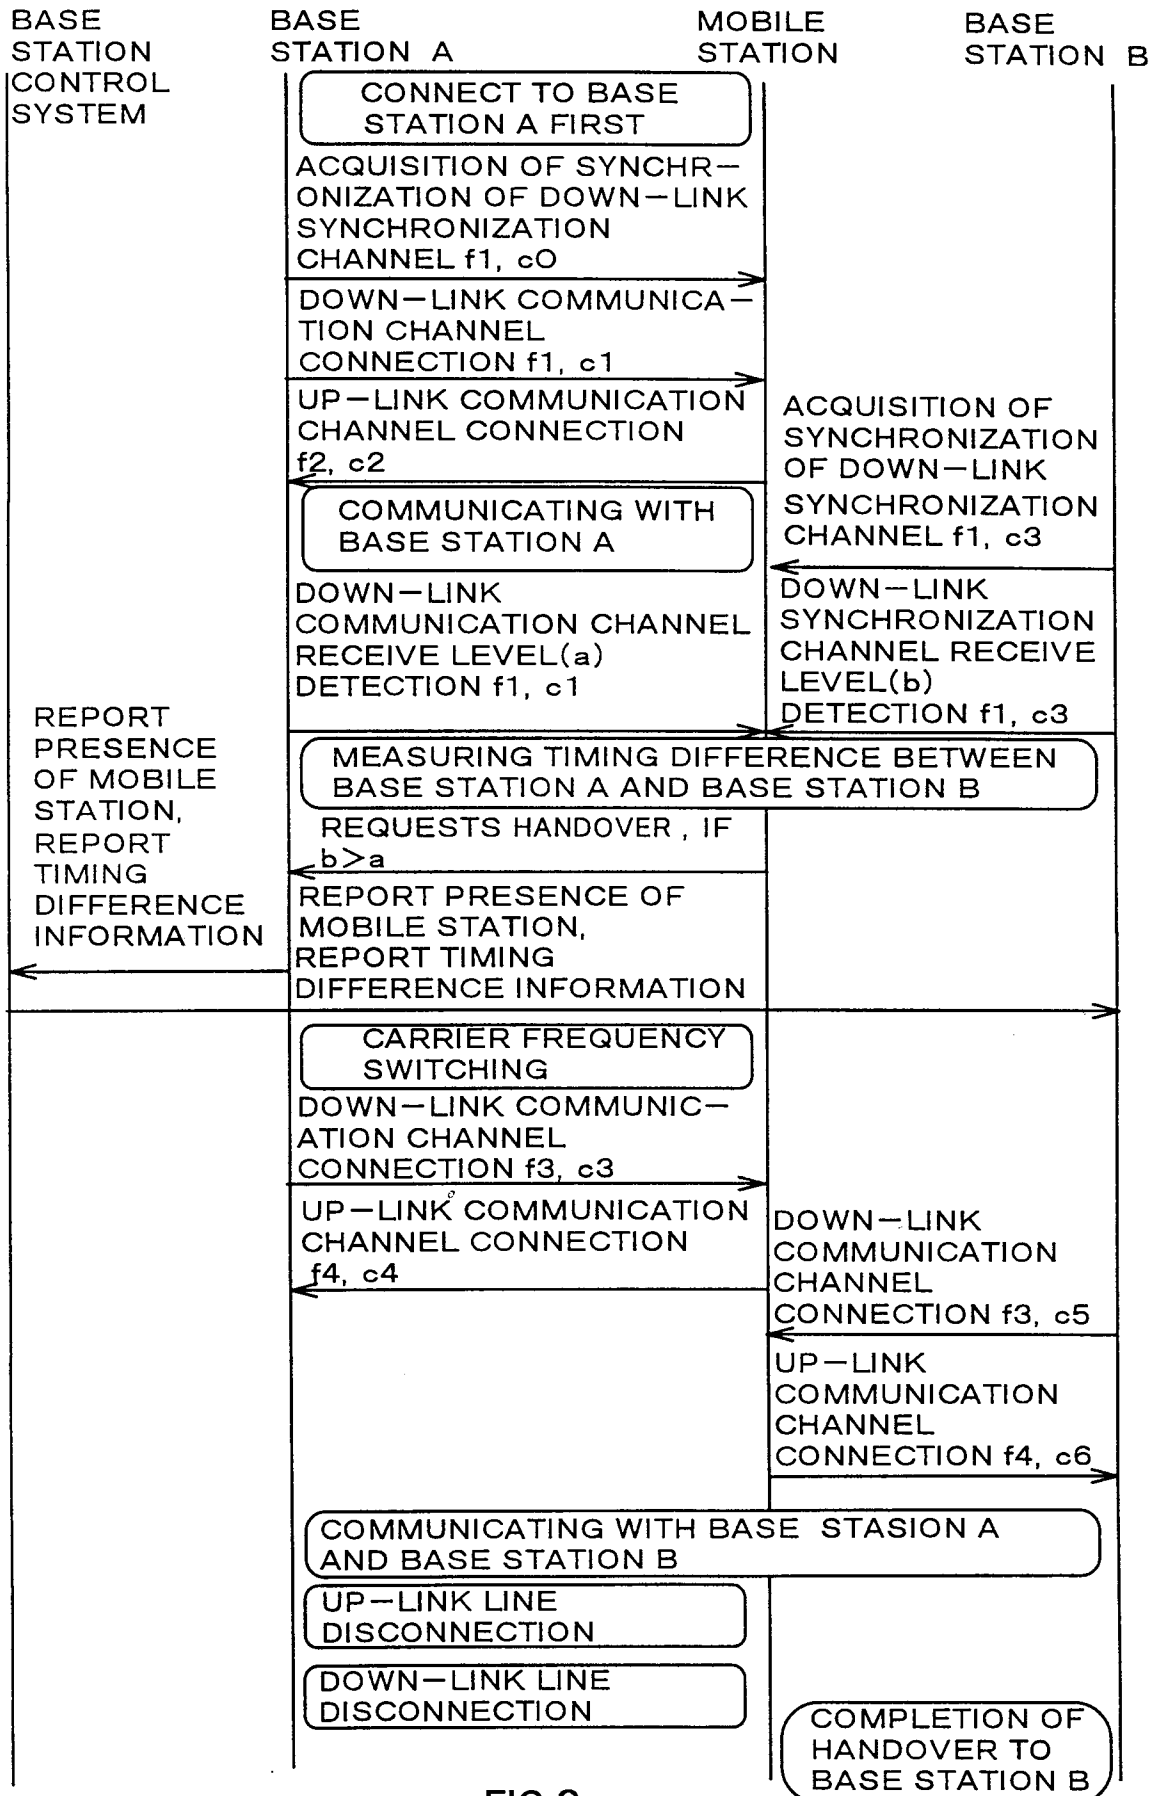 BASE
STATION
CONTROL
SYSTEM
BASE
STATION A
MOBILE
STATION
BASE
STATION B
CONNECT TO BASE
STATION A FIRST
ACQUISITION OF SYNCHR-
ONIZATION OF DOWN-LINK
SYNCHRONIZATION
CHANNEL f1, c0
DOWN-LINK COMMUNICA-
TION CHANNEL
CONNECTION f1, c1
UP-LINK COMMUNICATION
CHANNEL CONNECTION
f2, c2
ACQUISITION OF
SYNCHRONIZATION
OF DOWN-LINK
SYNCHRONIZATION
CHANNEL f1, c3
COMMUNICATING WITH
BASE STATION A
DOWN-LINK
COMMUNICATION CHANNEL
RECEIVE LEVEL(a)
DETECTION f1, c1
DOWN-LINK
SYNCHRONIZATION
CHANNEL RECEIVE
LEVEL(b)
DETECTION f1, c3
MEASURING TIMING DIFFERENCE BETWEEN
BASE STATION A AND BASE STATION B
REQUESTS HANDOVER , IF
b>a
REPORT
PRESENCE
OF MOBILE
STATION,
REPORT
TIMING
DIFFERENCE
INFORMATION
REPORT PRESENCE OF
MOBILE STATION,
REPORT TIMING
DIFFERENCE INFORMATION
CARRIER FREQUENCY
SWITCHING
DOWN-LINK COMMUNIC-
ATION CHANNEL
CONNECTION f3, c3
UP-LINK COMMUNICATION
CHANNEL CONNECTION
f4, c4
DOWN-LINK
COMMUNICATION
CHANNEL
CONNECTION f3, c5
UP-LINK
COMMUNICATION
CHANNEL
CONNECTION f4, c6
COMMUNICATING WITH BASE STASION A
AND BASE STATION B
UP-LINK LINE
DISCONNECTION
DOWN-LINK LINE
DISCONNECTION
COMPLETION OF
HANDOVER TO
BASE STATION B